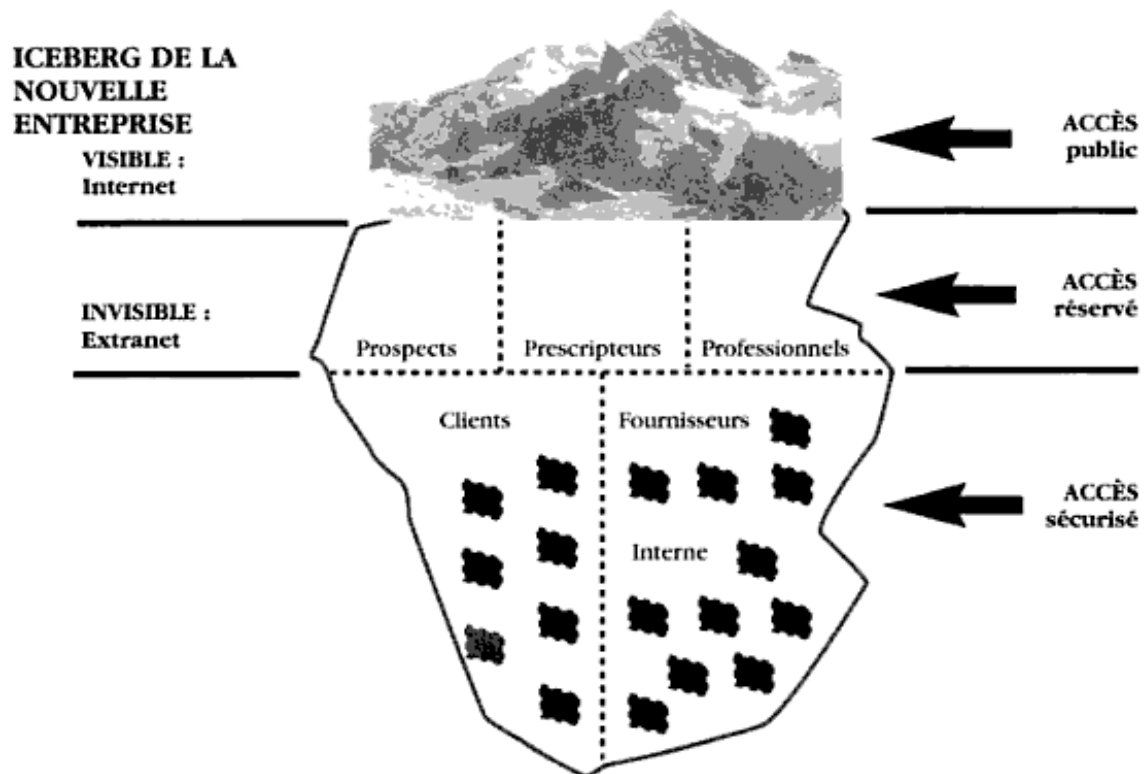 ICEBERG DE LA
NOUVELLE
ENTREPRISE
VISIBLE :
Internet
ACCÈS
public
INVISIBLE :
Extranet
ACCÈS
réservé
Prospects
Prescripteurs
Professionnels
Clients
Fournisseurs
ACCÈS
sécurisé
Interne